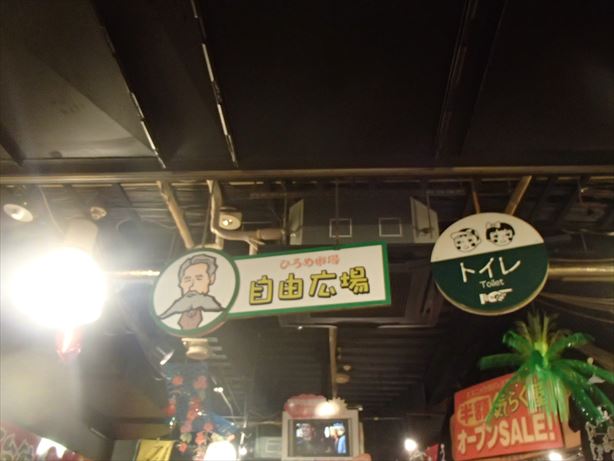 ひろめ市場
自由広場
トイレ
Toilet
オープンSALE!